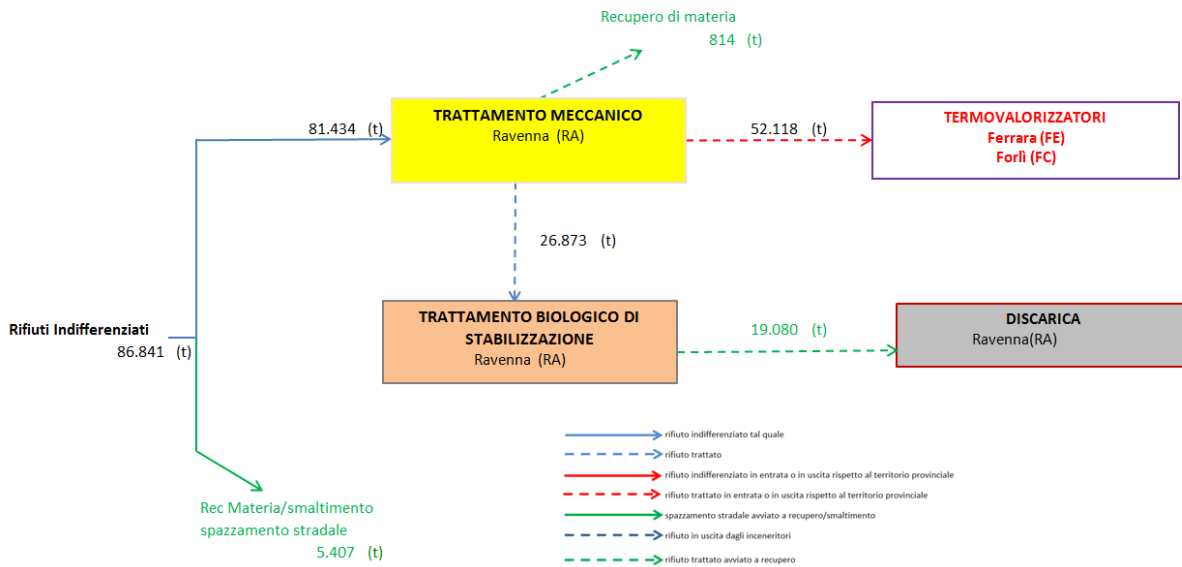 Recupero di materia
814 (t)
TRATTAMENTO MECCANICO
Ravenna (RA)
81.434 (t)
52.118 (t)
TERMOVALORIZZATORI
Ferrara (FE)
Forlì (FC)
26.873 (t)
Rifiuti Indifferenziati
86.841 (t)
TRATTAMENTO BIOLOGICO DI
STABILIZZAZIONE
Ravenna (RA)
19.080 (t)
DISCARICA
Ravenna(RA)
Rec Materia/smaltimento
spazzamento stradale
5.407 (t)
rifiuto indifferenziato tal quale
rifiuto trattato
rifiuto indifferenziato in entrata o in uscita rispetto al territorio provinciale
rifiuto trattato in entrata o in uscita rispetto al territorio provinciale
spazzamento stradale avviato a recupero/smaltimento
rifiuto in uscita dagli inceneritori
rifiuto trattato avviato a recupero